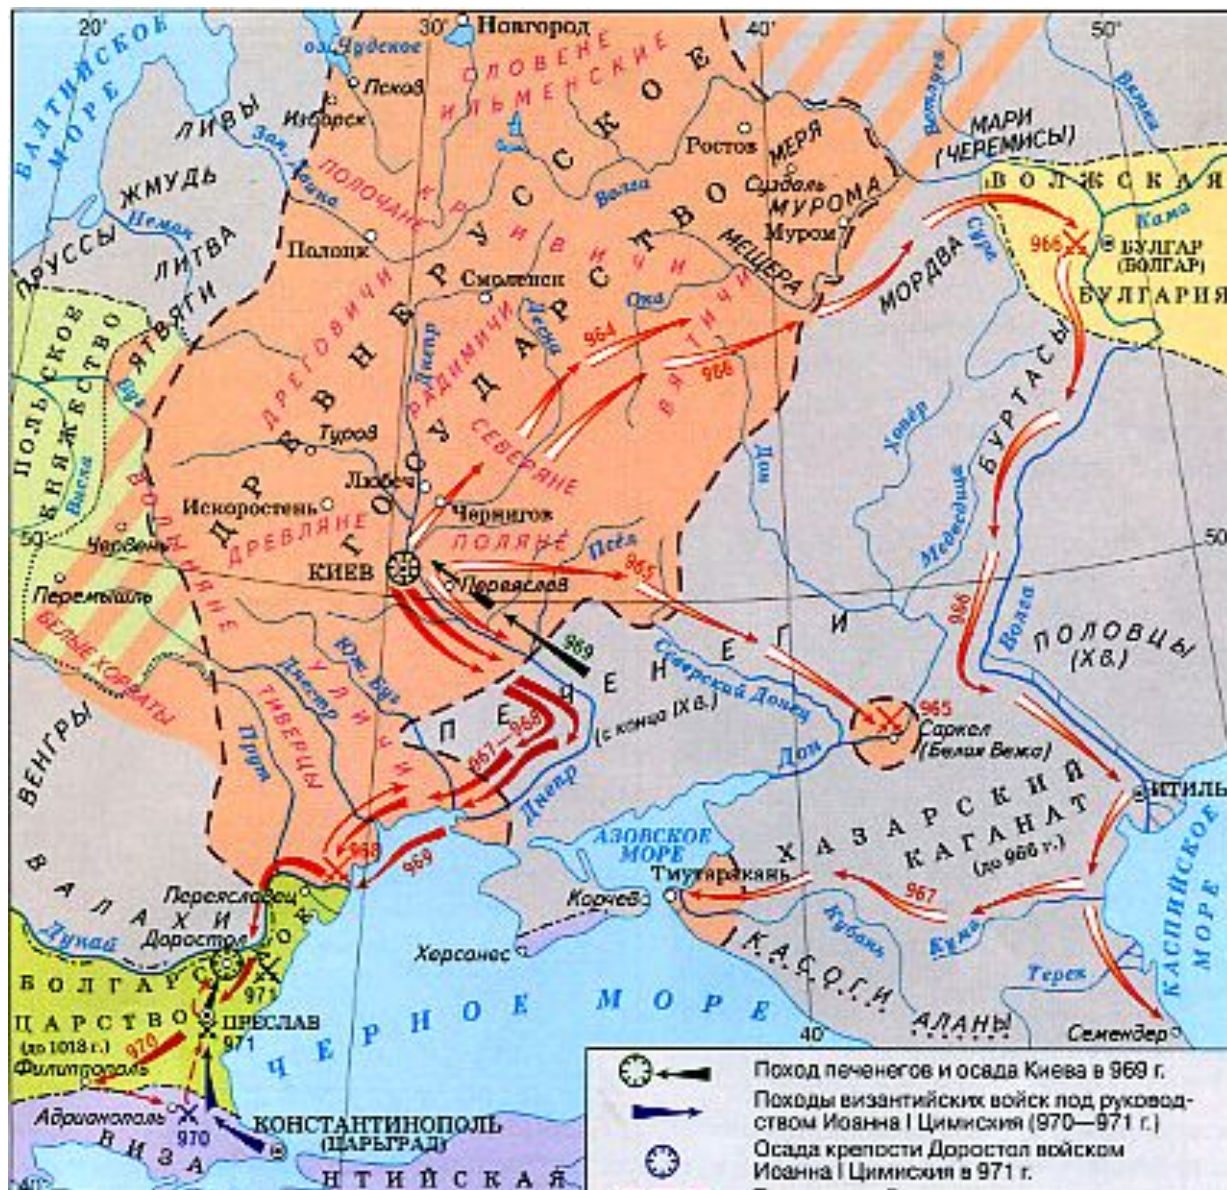 20°
30°
40°
50°
БАЛТИЙСКОЕ
МОРЕ
оз. Чудское
Новгород
СЛОВЕНЕ
ИЛЬМЕНСКИЕ
Псков
Изборск
ЛИВЫ
Зап. Двина
ЖМУДЬ
Неман
ПРУССЫ
ЛИТВА
ЯТВЯГИ
ПОЛОЧАНЕ
Полоцк
КРИВИЧИ
Смоленск
Волга
Ростов
МЕРЯ
Суздаль
МУРОМА
Муром
МЕЩЕРА
Ветлуга
Вятка
МАРИ
(ЧЕРЕМИСЫ)
ВОЛЖСКАЯ
БУЛГАРИЯ
Кама
БУЛГАР
(БОЛГАР)
966
Сура
МОРДВА
БУРТАСЫ
ДРЕВНЕРУССКОЕ
ГОСУДАРСТВО
ДРЕГОВИЧИ
РАДИМИЧИ
Днепр
Десна
Ока
ВЯТИЧИ
964
966
ПОЛЬСКОЕ
КНЯЖЕСТВО
Буг
Висла
Туров
Любеч
СЕВЕРЯНЕ
Чернигов
Искоростень
ДРЕВЛЯНЕ
ПОЛЯНЕ
ВОЛЫНЯНЕ
Червень
Перемышль
БЕЛЫЕ ХОРВАТЫ
50°
50°
КИЕВ
Переяслав
Псёл
965
Дон
Хопёр
Медведица
966
Волга
ПОЛОВЦЫ
(X в.)
969
ПЕЧЕНЕГИ
(с конца IX в.)
Северский Донец
965
Саркел
(Белая Вежа)
Дон
ИТИЛЬ
ХАЗАРСКИЙ
КАГАНАТ
(до 966 г.)
ВЕНГРЫ
Прут
ТИВЕРЦЫ
Днестр
УЛИЧИ
Юж. Буг
967–968
Днепр
968
969
АЗОВСКОЕ
МОРЕ
Тмутаракань
Корчев
967
Кубань
Кума
КАСПИЙСКОЕ
МОРЕ
Терек
Семендер
КАСОГИ
АЛАНЫ
40
Херсонес
ЧЕРНОЕ МОРЕ
ВАЛАХИ
Переяславец
Дунай
Доростол
971
БОЛГАРСКОЕ
ЦАРСТВО
(до 1018 г.)
ПРЕСЛАВ
971
970
Филиппополь
Адрианополь
970
КОНСТАНТИНОПОЛЬ
(ЦАРЬГРАД)
ВИЗА
НТИЙСКАЯ
40°
Поход печенегов и осада Киева в 969 г.
Походы византийских войск под руковод-
ством Иоанна I Цимисхия (970—971 г.)
Осада крепости Доростол войском
Иоанна I Цимисхия в 971 г.